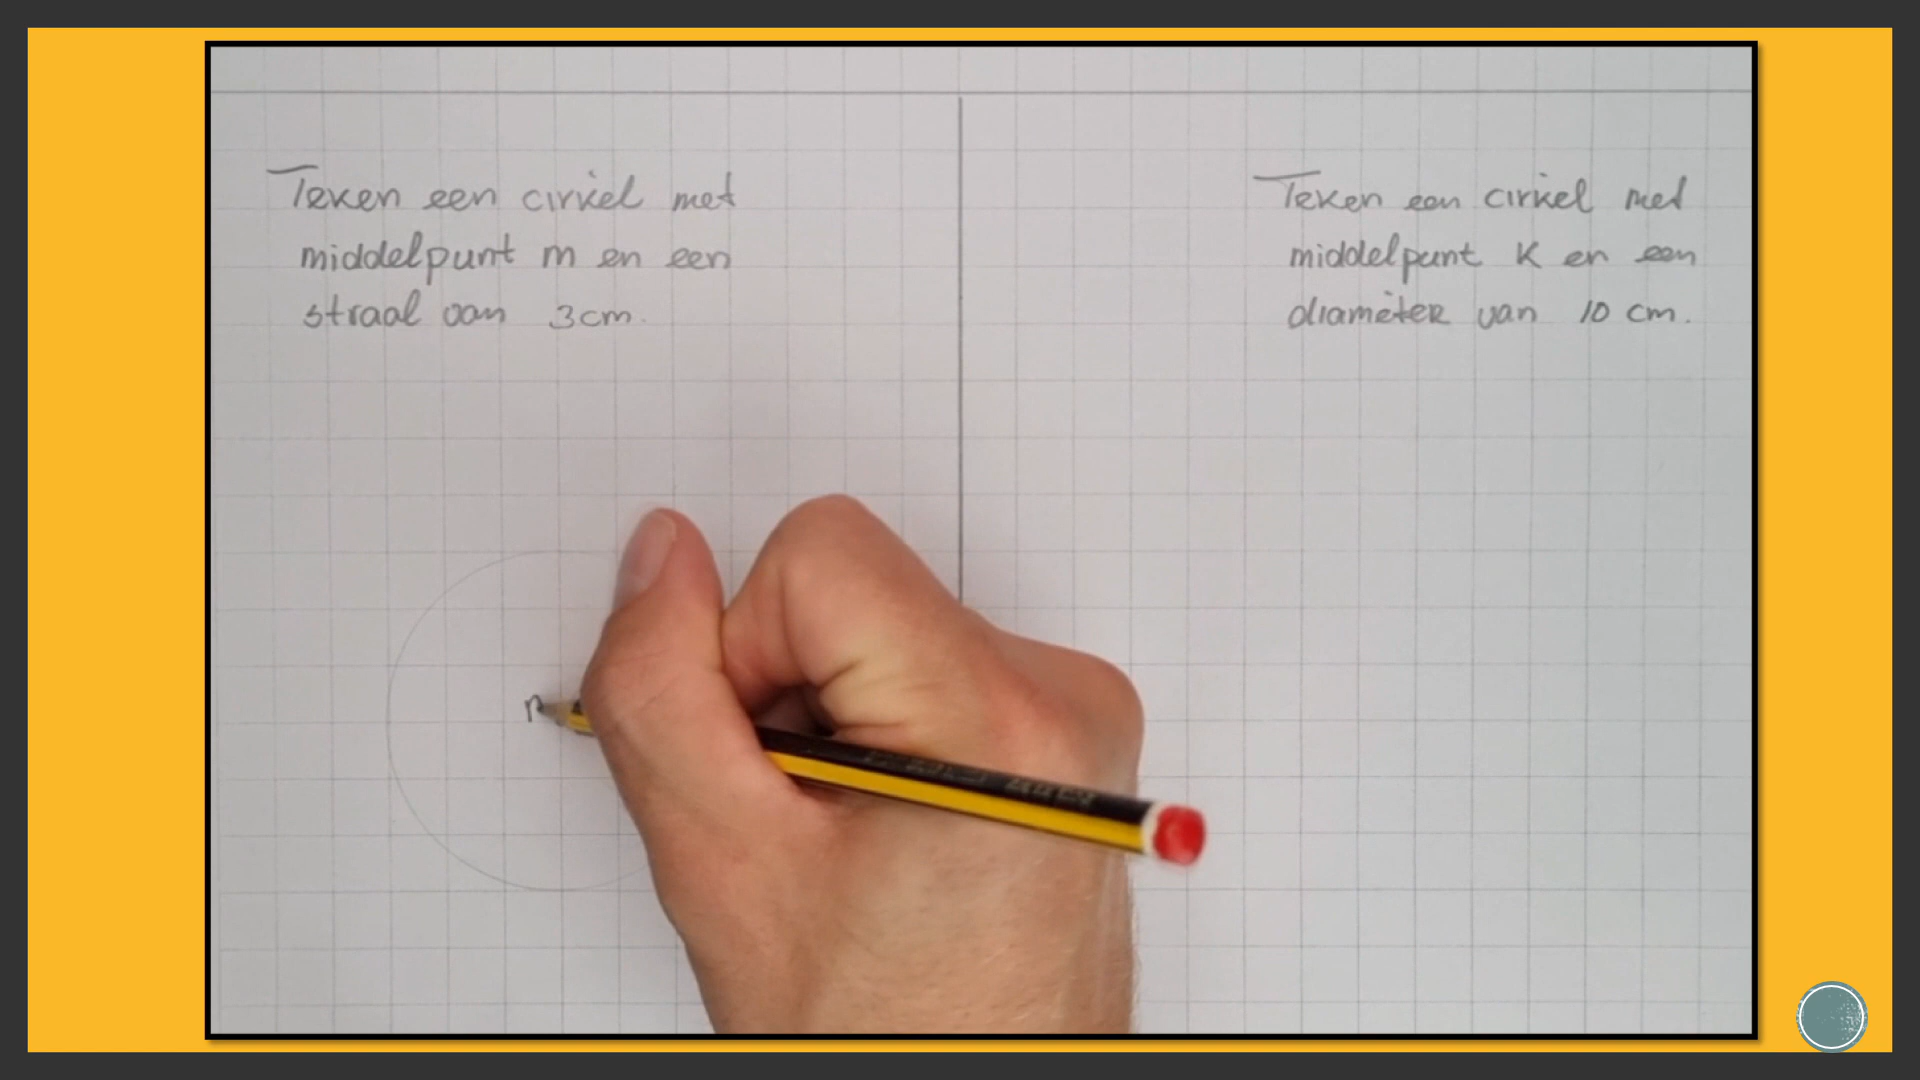 Teken een cirkel met
middelpunt m en een
straal van 3cm.
Teken een cirkel met
middelpunt K en een
diameter van 10 cm.